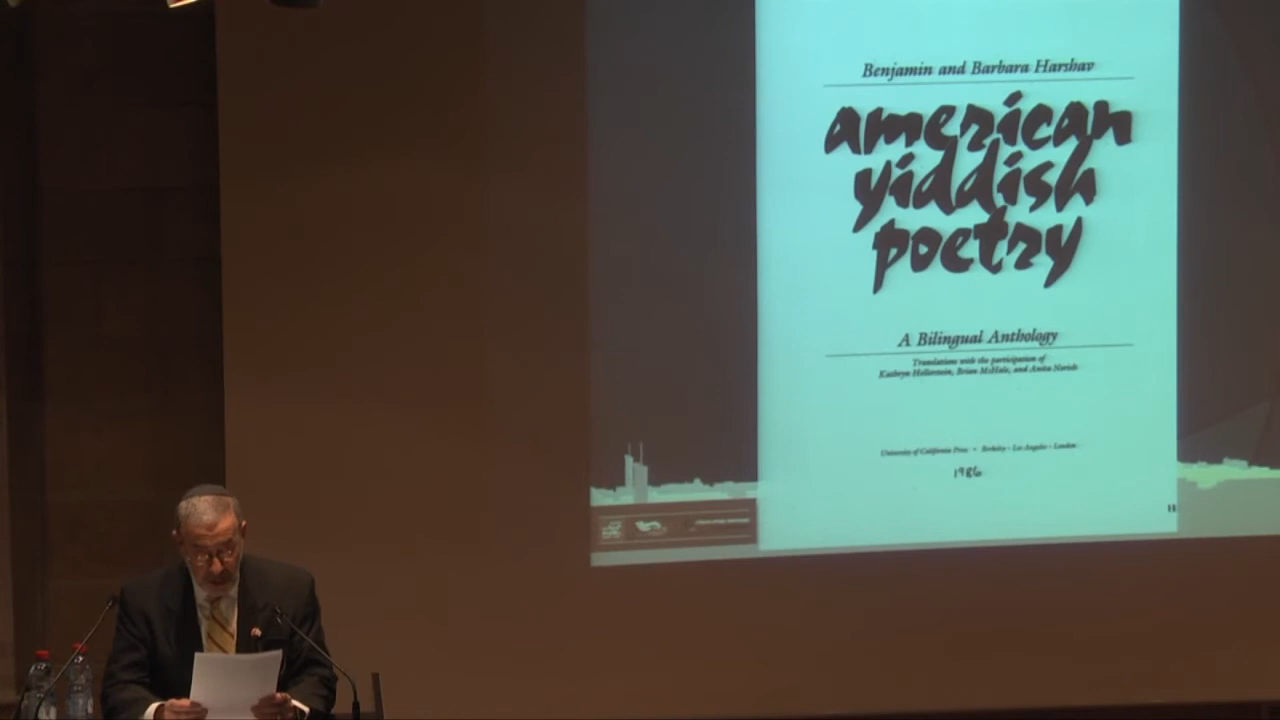 Benjamin and Barbara Harshav
american
yiddish
poetry
A Bilingual Anthology
Translations with the participation of
Kathryn Hellerstein, Brian McHale, and Anita Norich
University of California Press • Berkeley • Los Angeles • London
1986